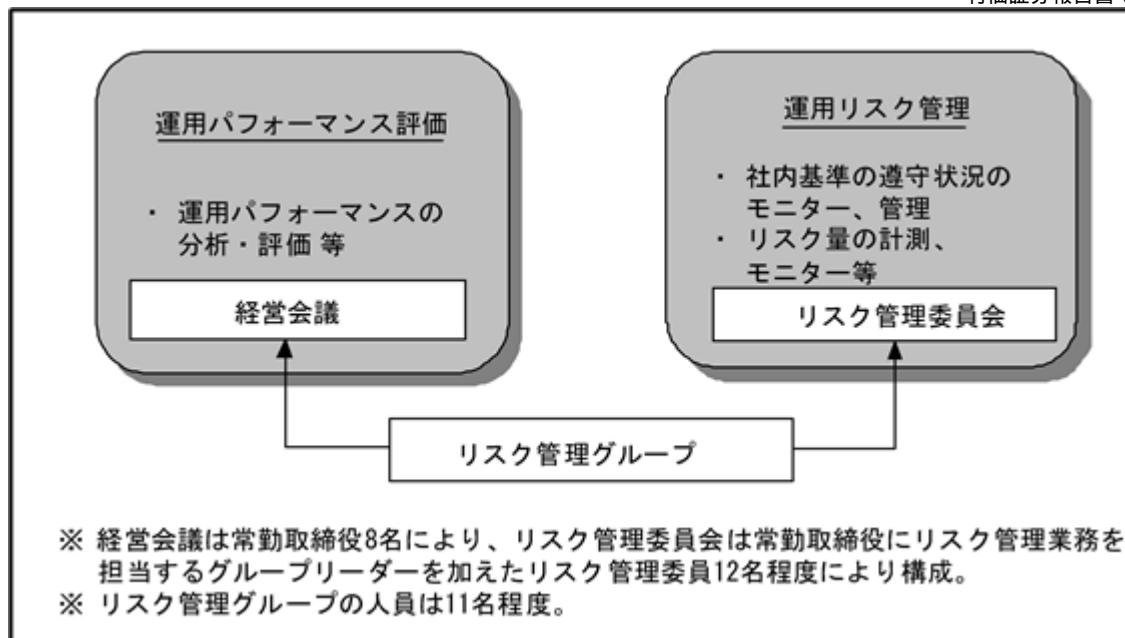 運用パフォーマンス評価
・ 運用パフォーマンスの
分析・評価 等
経営会議
運用リスク管理
・ 社内基準の遵守状況の
モニター、管理
・ リスク量の計測、
モニター等
リスク管理委員会
リスク管理グループ
※ 経営会議は常勤取締役8名により、リスク管理委員会は常勤取締役にリスク管理業務を
担当するグループリーダーを加えたリスク管理委員12名程度により構成。
※ リスク管理グループの人員は11名程度。